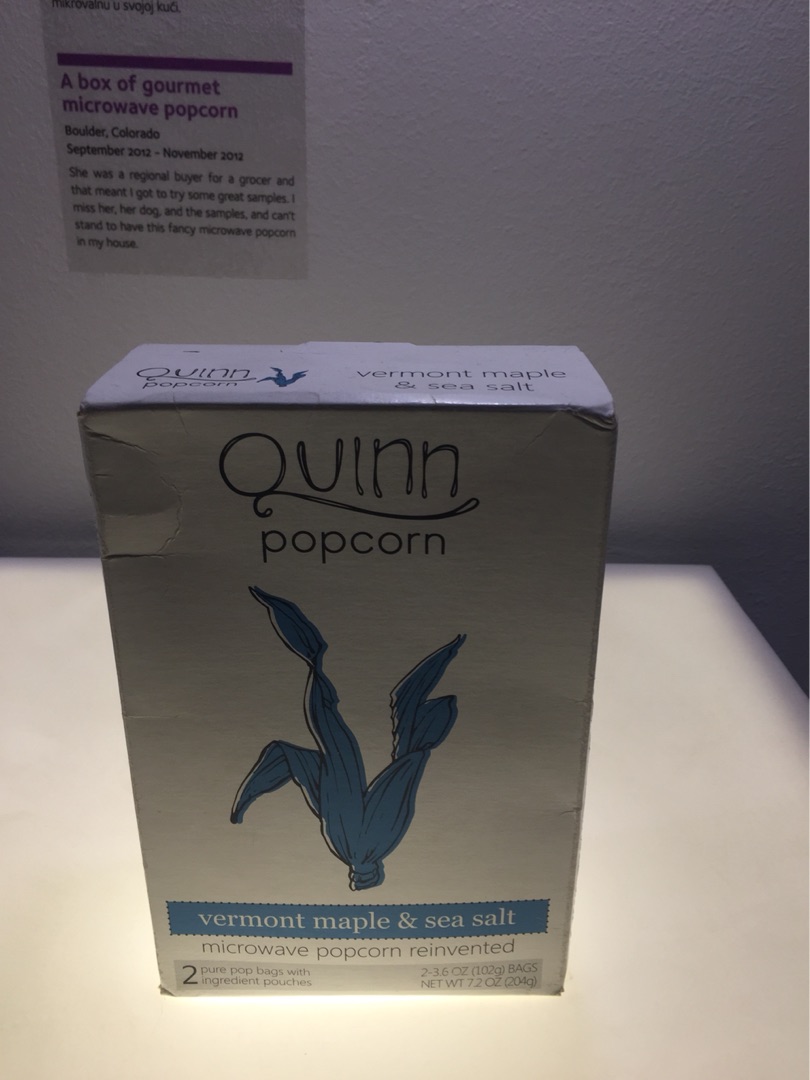 mikrovalnu u svojoj kući.
A box of gourmet
microwave popcorn
Boulder, Colorado
September 2012 - November 2012
She was a regional buyer for a grocer and
that meant I got to try some great samples. I
miss her, her dog, and the samples, and can't
stand to have this fancy microwave popcorn
in my house.
Quinn
popcorn
vermont maple
& sea salt
Quinn
popcorn
vermont maple & sea salt
microwave popcorn reinvented
2 pure pop bags with
ingredient pouches
2-3.6 OZ (102g) BAGS
NET WT 7.2 OZ (204g)